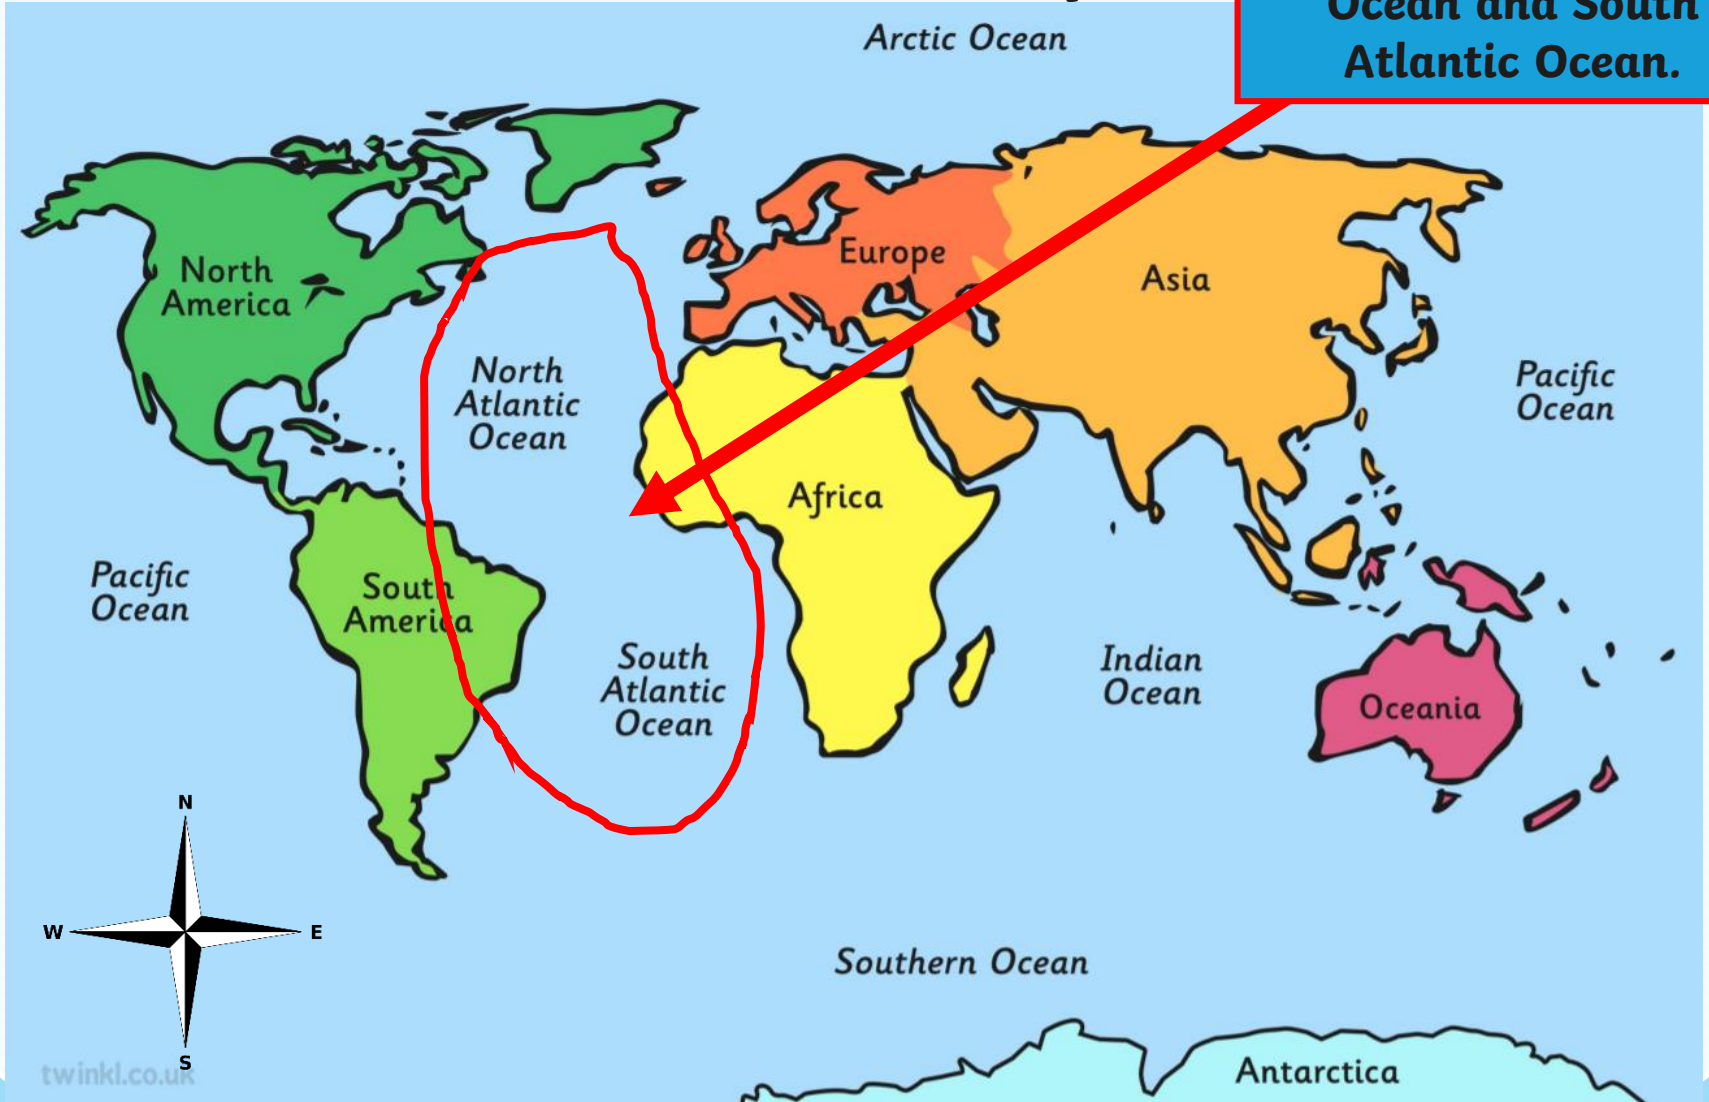 Ocean and South
Atlantic Ocean.
Arctic Ocean
North
America
Europe
Asia
North
Atlantic
Ocean
Pacific
Ocean
Africa
Pacific
Ocean
South
America
South
Atlantic
Ocean
Indian
Ocean
Oceania
N
W
E
S
Southern Ocean
Antarctica
twinkl.co.uk